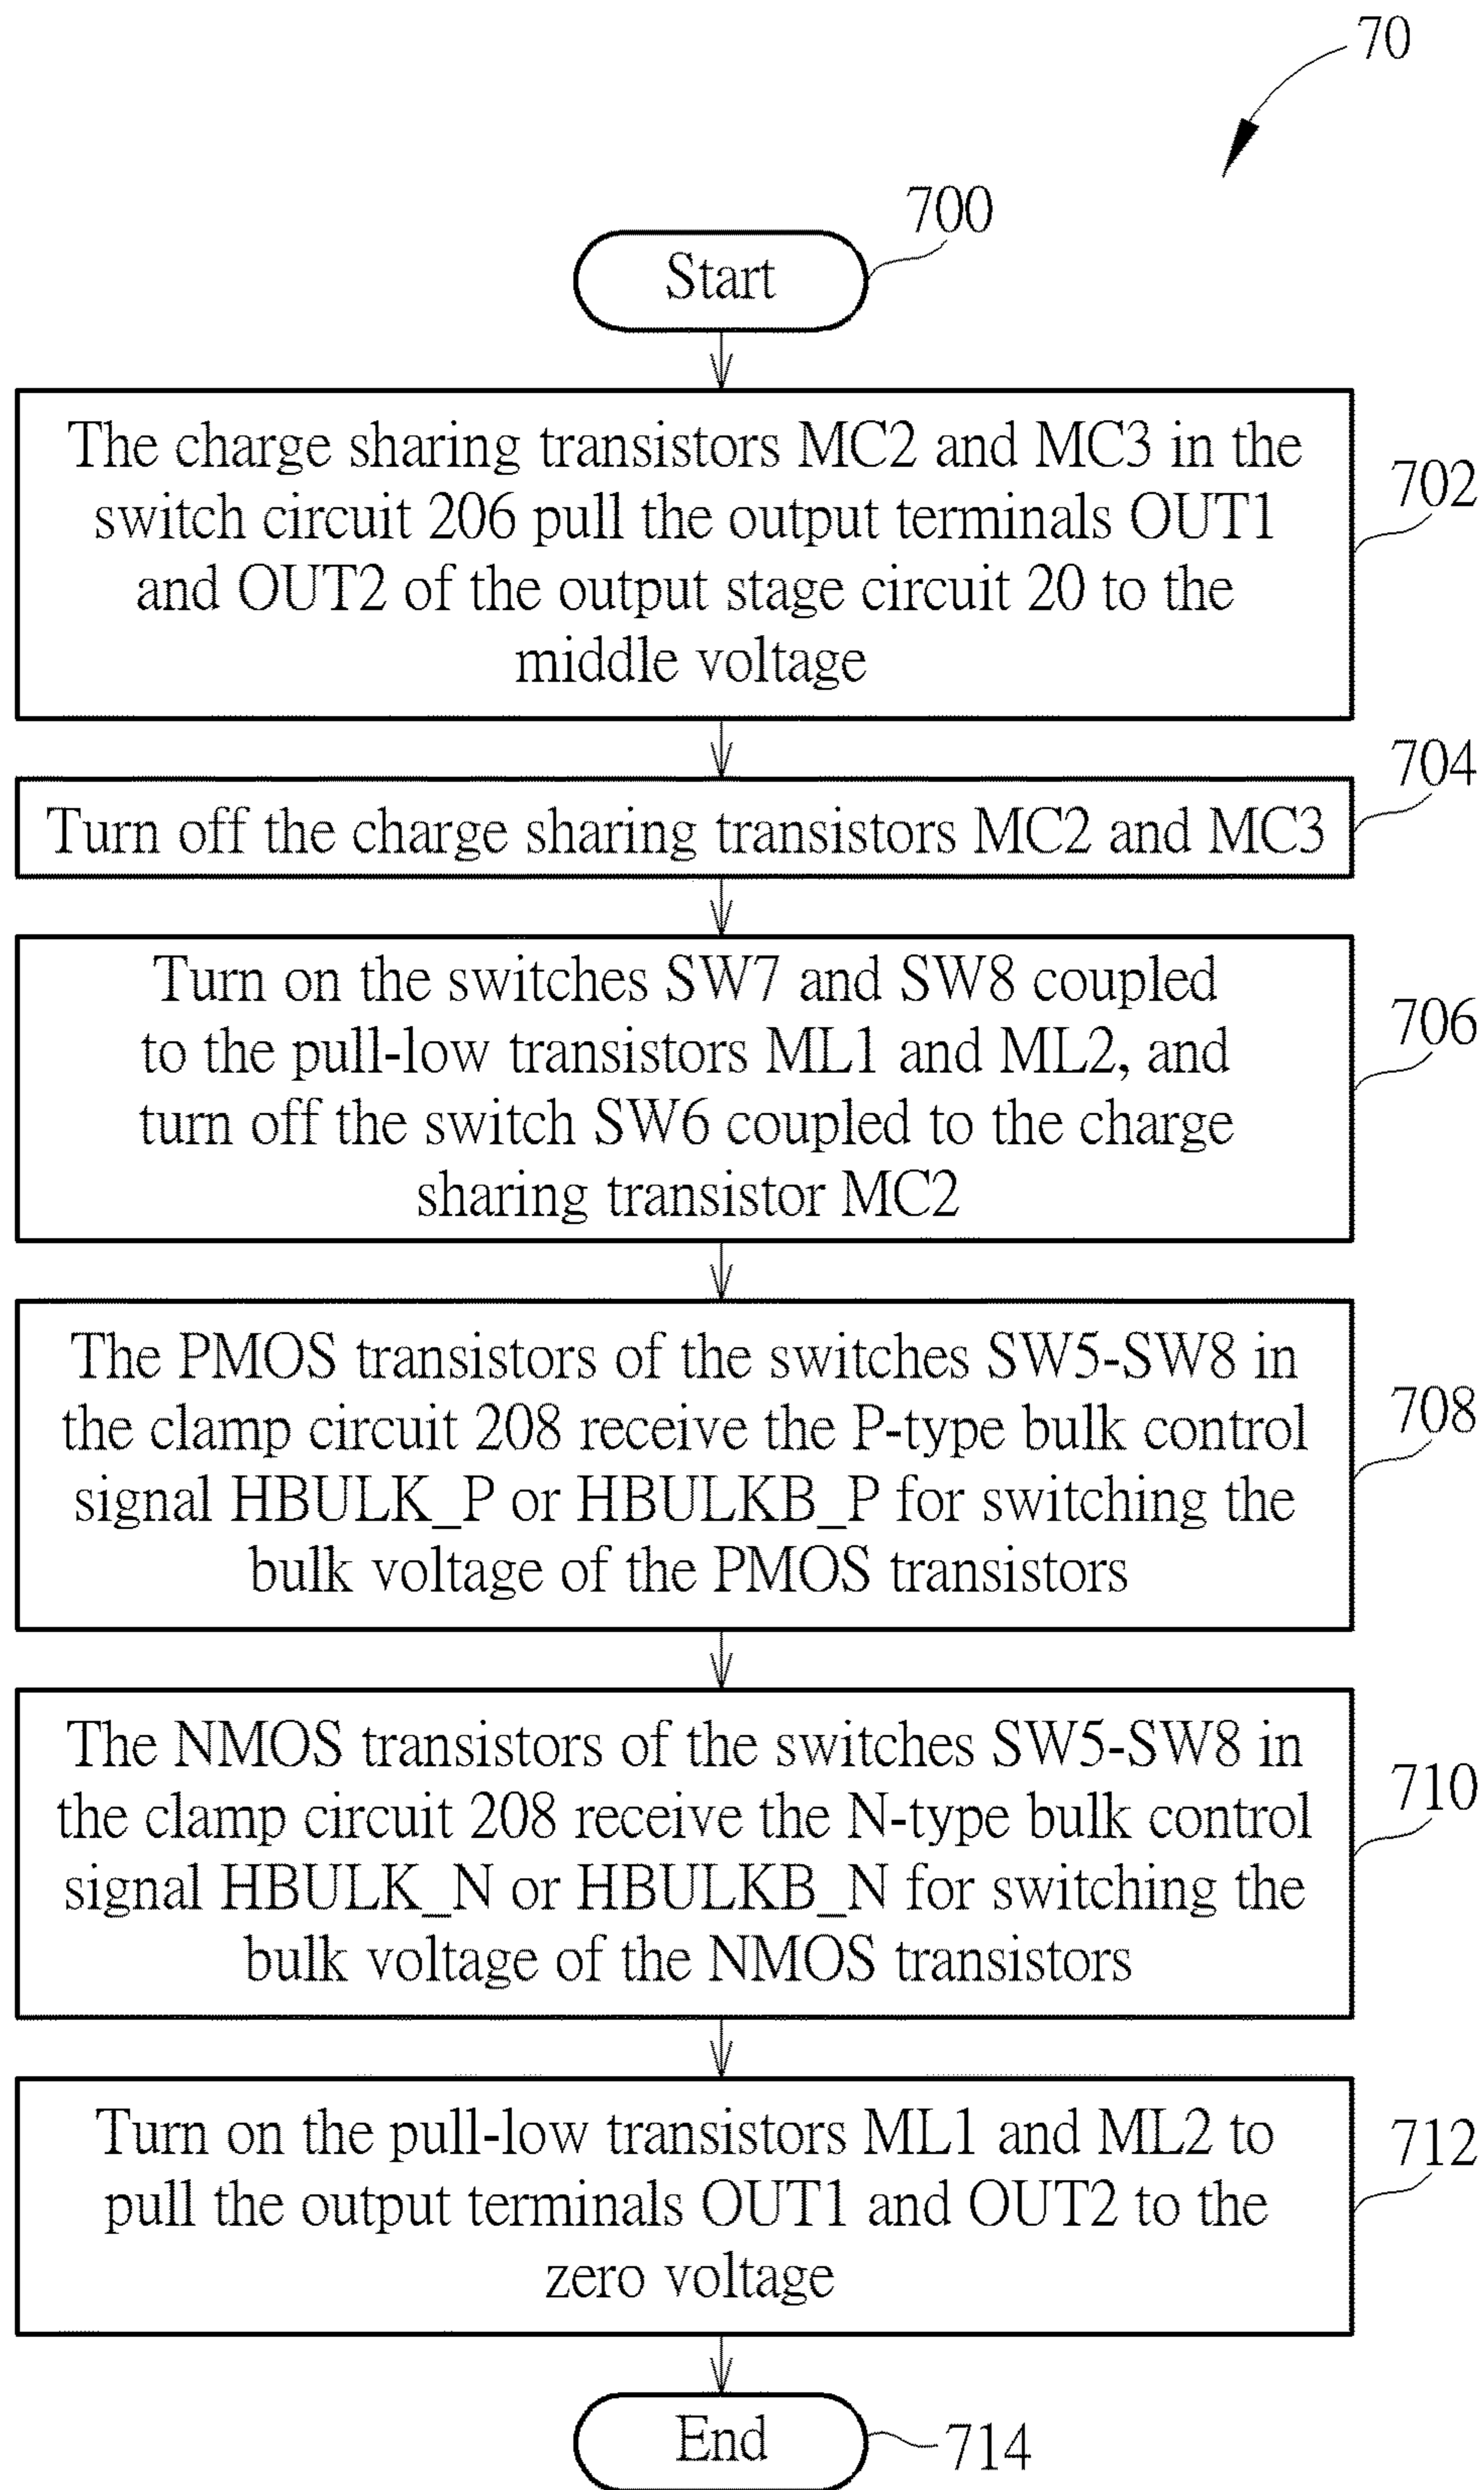 70
700
Start
The charge sharing transistors MC2 and MC3 in the
switch circuit 206 pull the output terminals OUT1
and OUT2 of the output stage circuit 20 to the
middle voltage
702
704
Turn off the charge sharing transistors MC2 and MC3
Turn on the switches SW7 and SW8 coupled
to the pull-low transistors ML1 and ML2, and
turn off the switch SW6 coupled to the charge
sharing transistor MC2
706
The PMOS transistors of the switches SW5-SW8 in
the clamp circuit 208 receive the P-type bulk control
signal HBULK_P or HBULKB_P for switching the
bulk voltage of the PMOS transistors
708
The NMOS transistors of the switches SW5-SW8 in
the clamp circuit 208 receive the N-type bulk control
signal HBULK_N or HBULKB_N for switching the
bulk voltage of the NMOS transistors
710
Turn on the pull-low transistors ML1 and ML2 to
pull the output terminals OUT1 and OUT2 to the
zero voltage
712
End
714